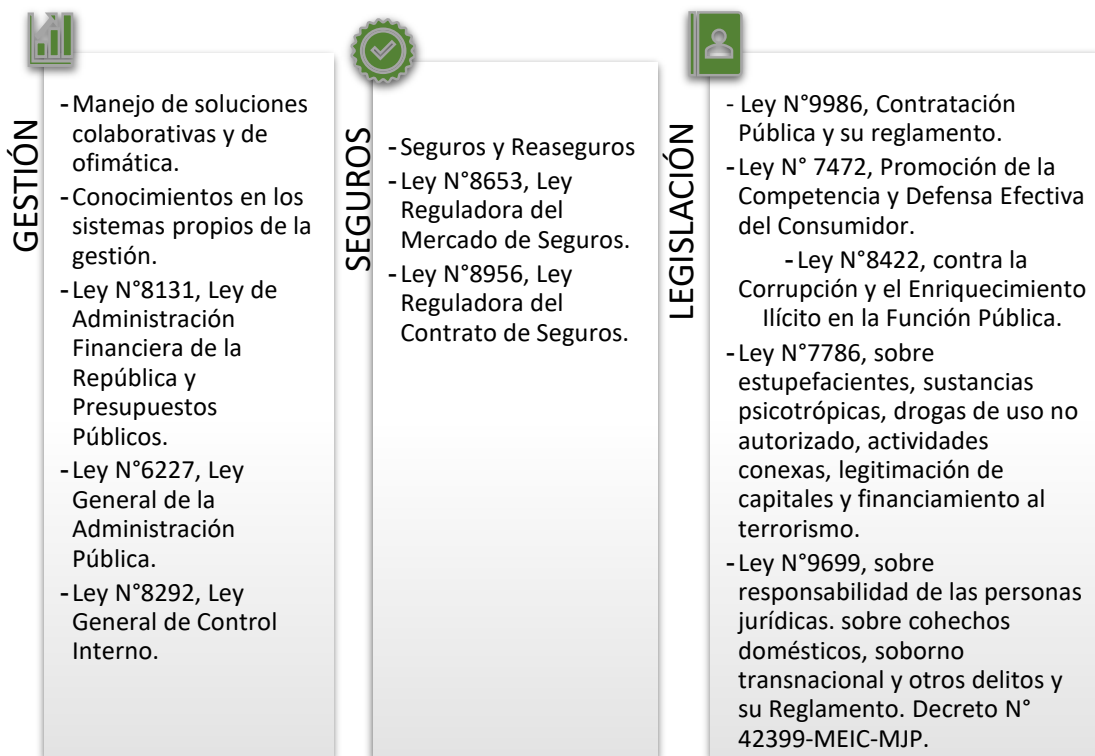 GESTIÓN
- Manejo de soluciones
colaborativas y de
ofimática.
- Conocimientos en los
sistemas propios de la
gestión.
- Ley N°8131, Ley de
Administración
Financiera de la
República y
Presupuestos
Públicos.
- Ley N°6227, Ley
General de la
Administración
Pública.
- Ley N°8292, Ley
General de Control
Interno.
SEGUROS
- Seguros y Reaseguros
- Ley N°8653, Ley
Reguladora del
Mercado de Seguros.
- Ley N°8956, Ley
Reguladora del
Contrato de Seguros.
LEGISLACIÓN
- Ley N°9986, Contratación
Pública y su reglamento.
- Ley N° 7472, Promoción de la
Competencia y Defensa Efectiva
del Consumidor.
- Ley N°8422, contra la
Corrupción y el Enriquecimiento
Ilícito en la Función Pública.
- Ley N°7786, sobre
estupefacientes, sustancias
psicotrópicas, drogas de uso no
autorizado, actividades
conexas, legitimación de
capitales y financiamiento al
terrorismo.
- Ley N°9699, sobre
responsabilidad de las personas
jurídicas. sobre cohechos
domésticos, soborno
transnacional y otros delitos y
su Reglamento. Decreto N°
42399-MEIC-MJP.